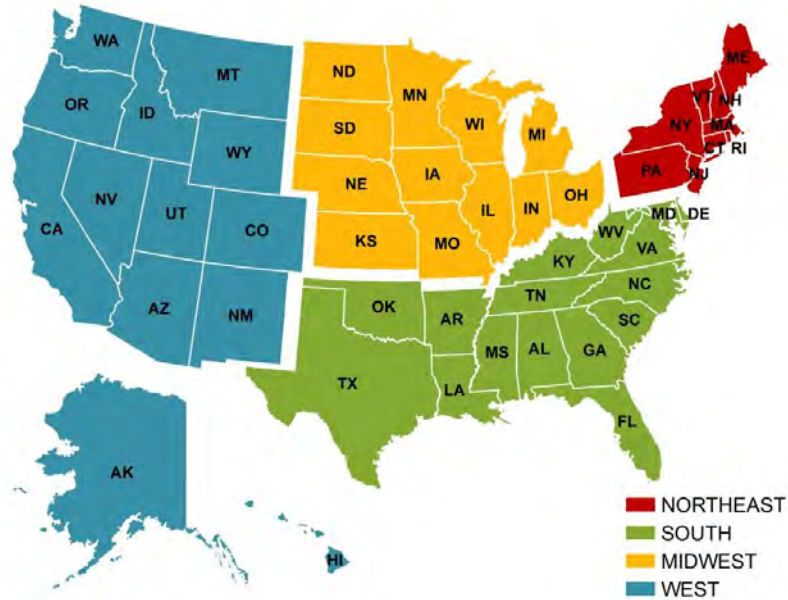 WA
MT
ND
MN
ME
VT
NH
OR
ID
SD
WI
MI
NY
MA
CT RI
WY
PA
NJ
NE
IA
IL
IN
OH
NV
UT
CO
CA
KS
MO
WV
MD
DE
VA
KY
AZ
NM
OK
AR
TN
NC
SC
TX
LA
MS
AL
GA
FL
AK
HI
NORTHEAST
SOUTH
MIDWEST
WEST